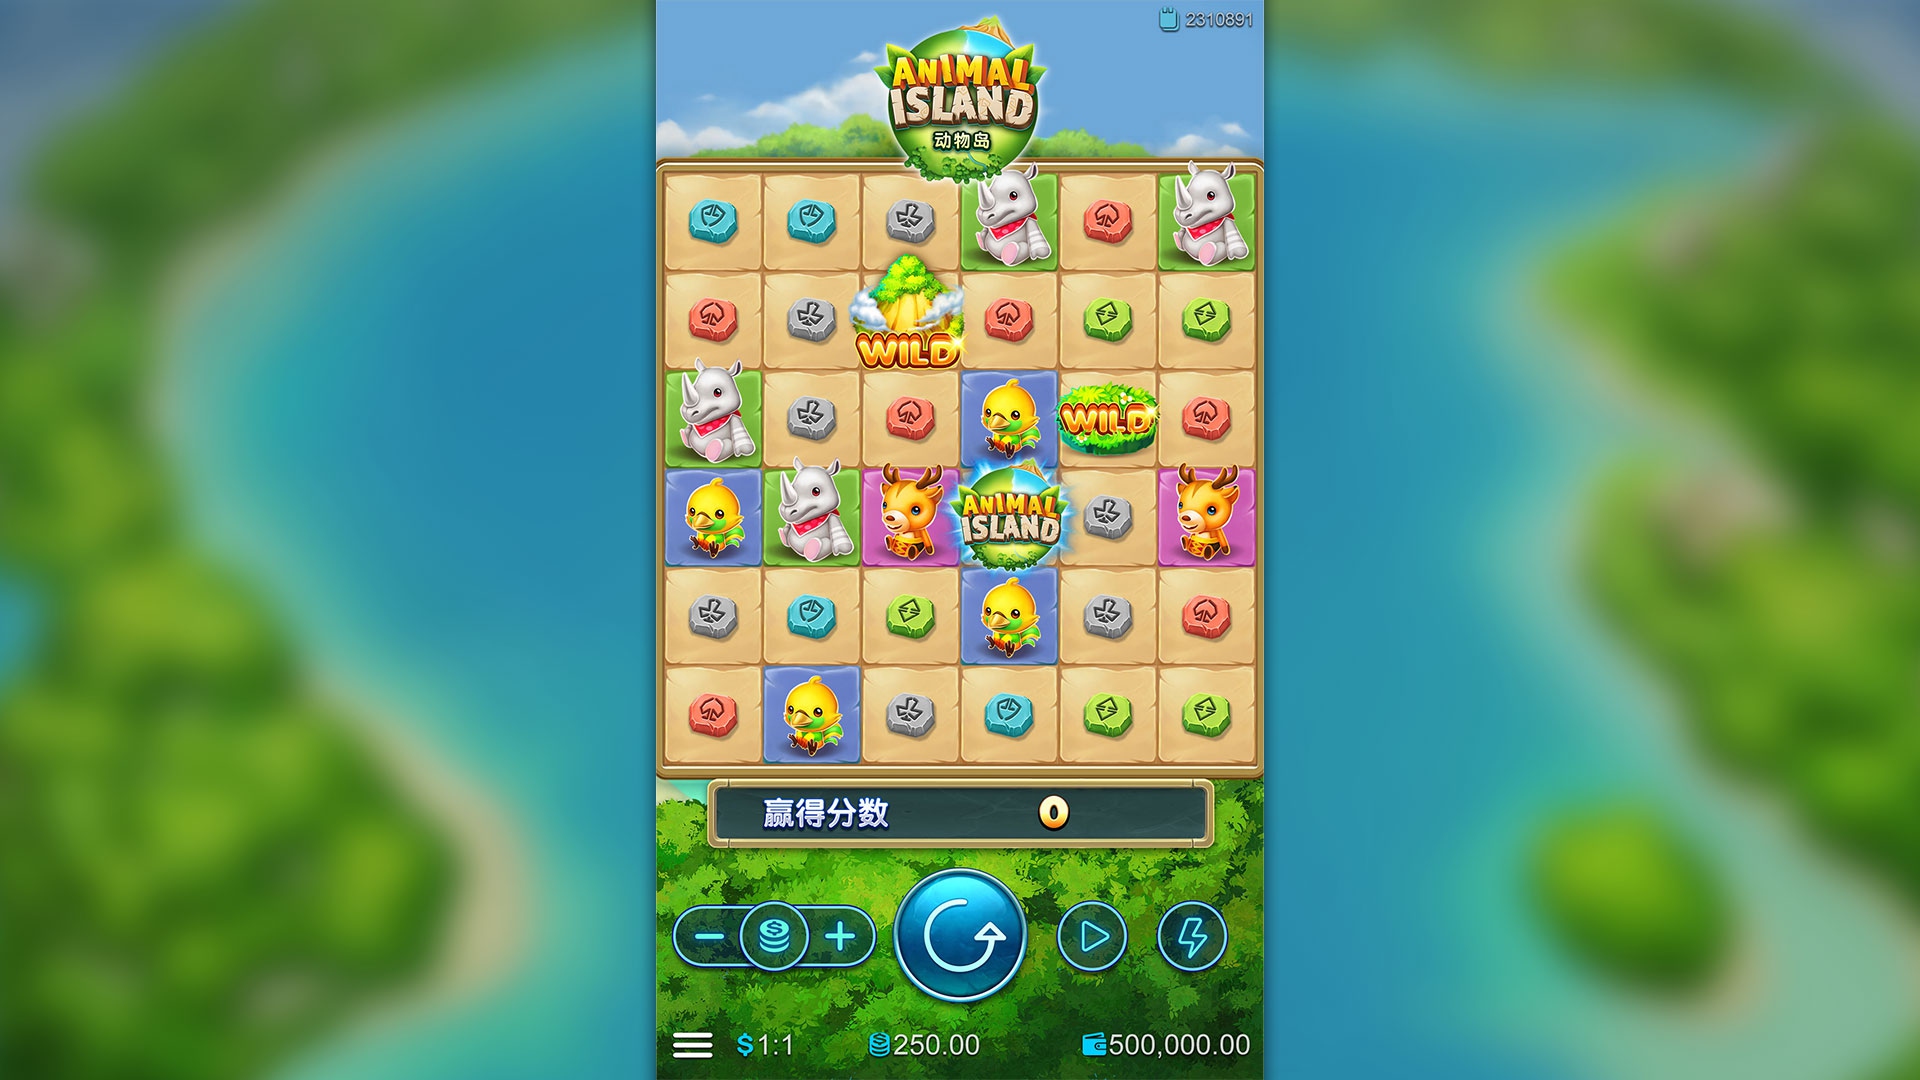 2310891
ANIMAL
ISLAND
动物岛
WILD
WILD
ANIMAL
ISLAND
赢得分数 0
$1:1 250.00 500,000.00